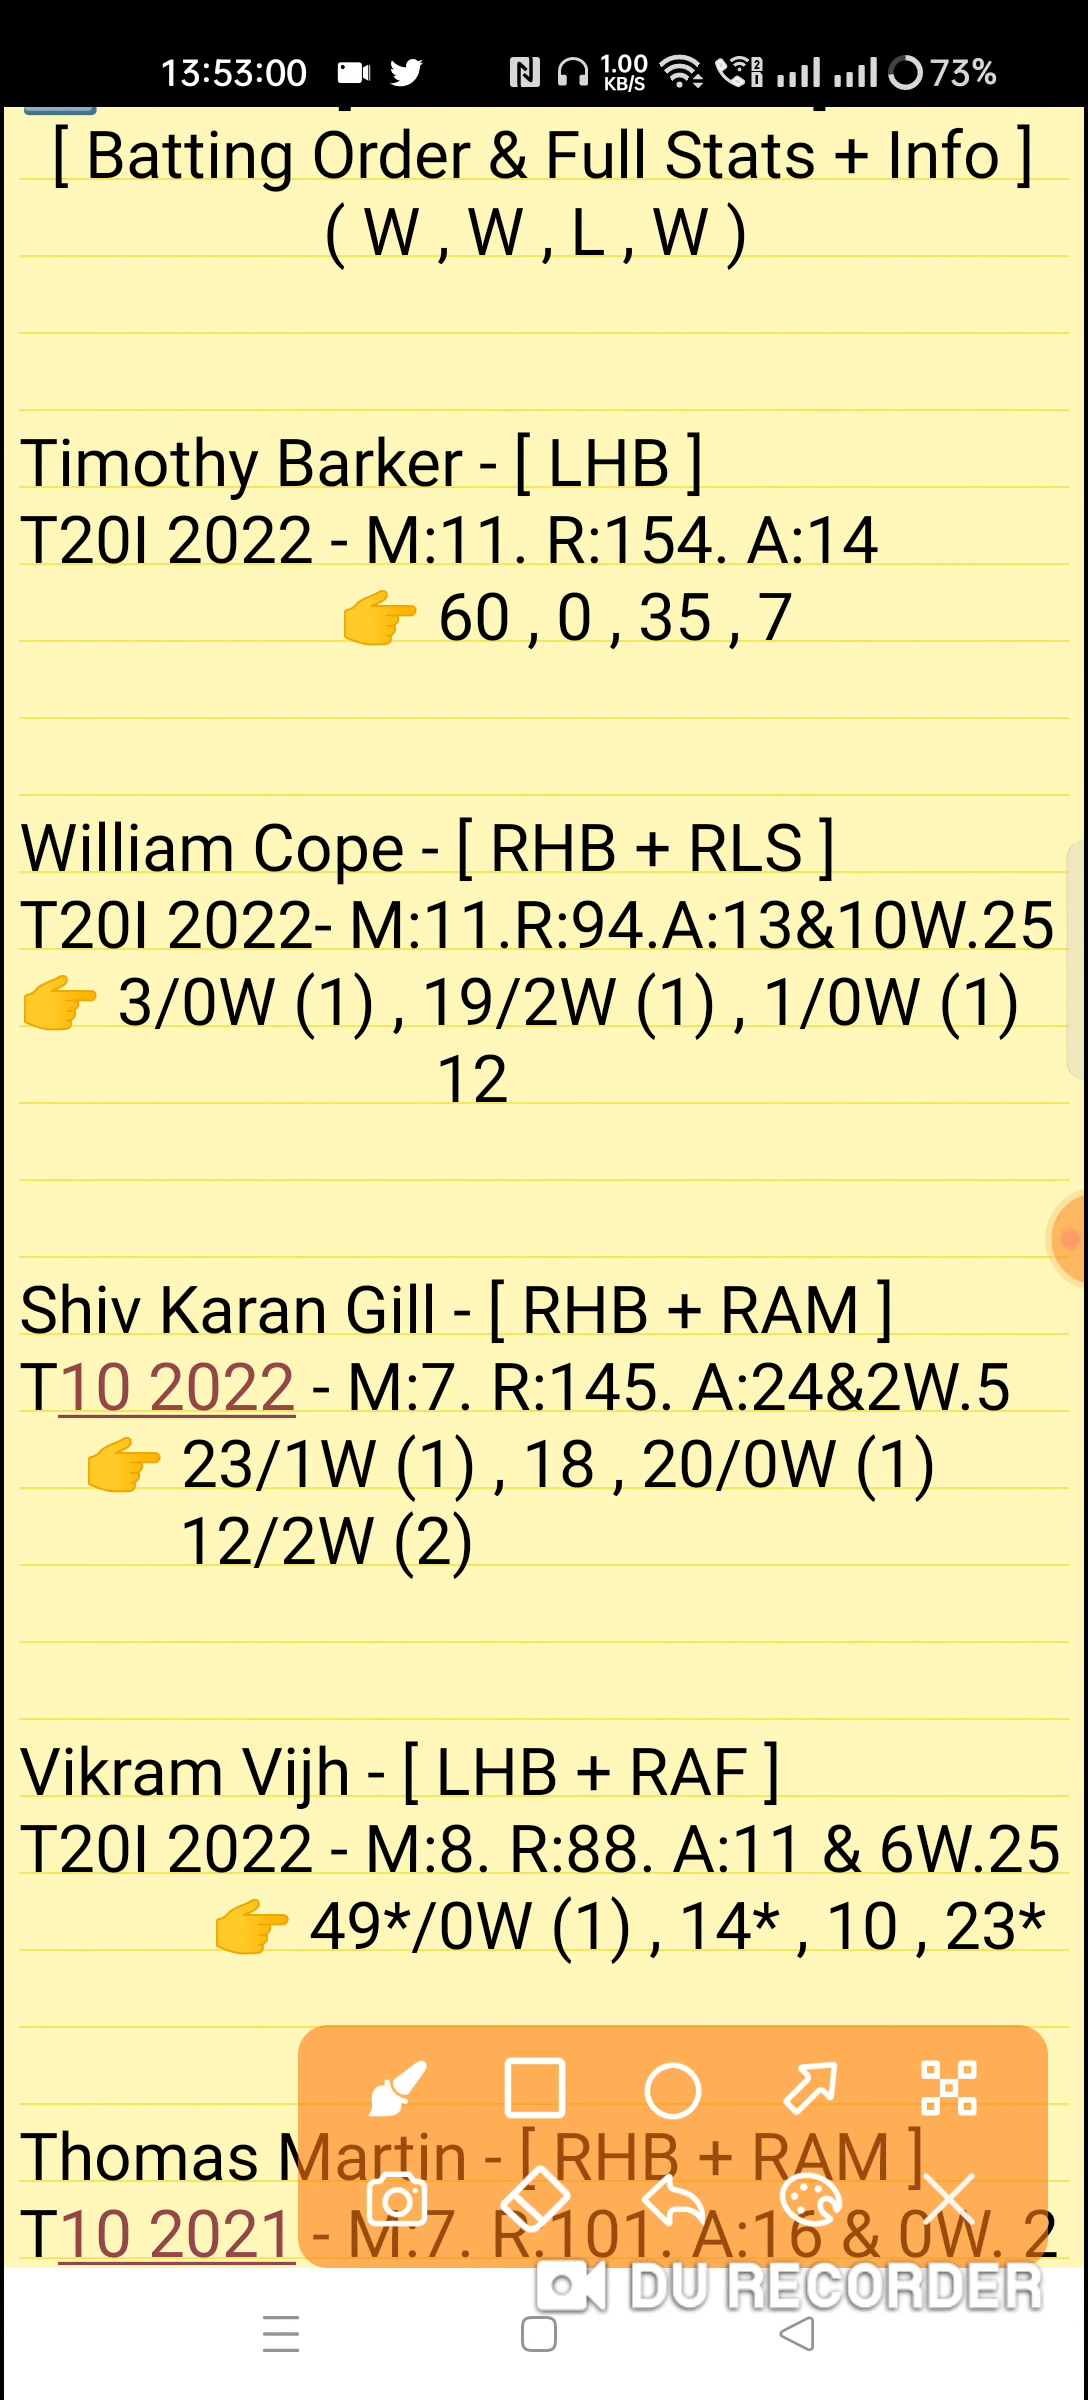 13:53:00 1.00 KB/S 2 1 73%
[ Batting Order & Full Stats + Info ]
( W , W , L , W )
Timothy Barker - [ LHB ]
T20I 2022 - M:11. R:154. A:14
👉 60 , 0 , 35 , 7
William Cope - [ RHB + RLS ]
T20I 2022- M:11.R:94.A:13&10W.25
👉 3/0W (1) , 19/2W (1) , 1/0W (1)
12
Shiv Karan Gill - [ RHB + RAM ]
T10 2022 - M:7. R:145. A:24&2W.5
👉 23/1W (1) , 18 , 20/0W (1)
12/2W (2)
Vikram Vijh - [ LHB + RAF ]
T20I 2022 - M:8. R:88. A:11 & 6W.25
👉 49*/0W (1) , 14* , 10 , 23*
Thomas Martin - [ RHB + RAM ]
T10 2021 - M:7. R:101. A:16 & 0W. 2
DU RECORDER